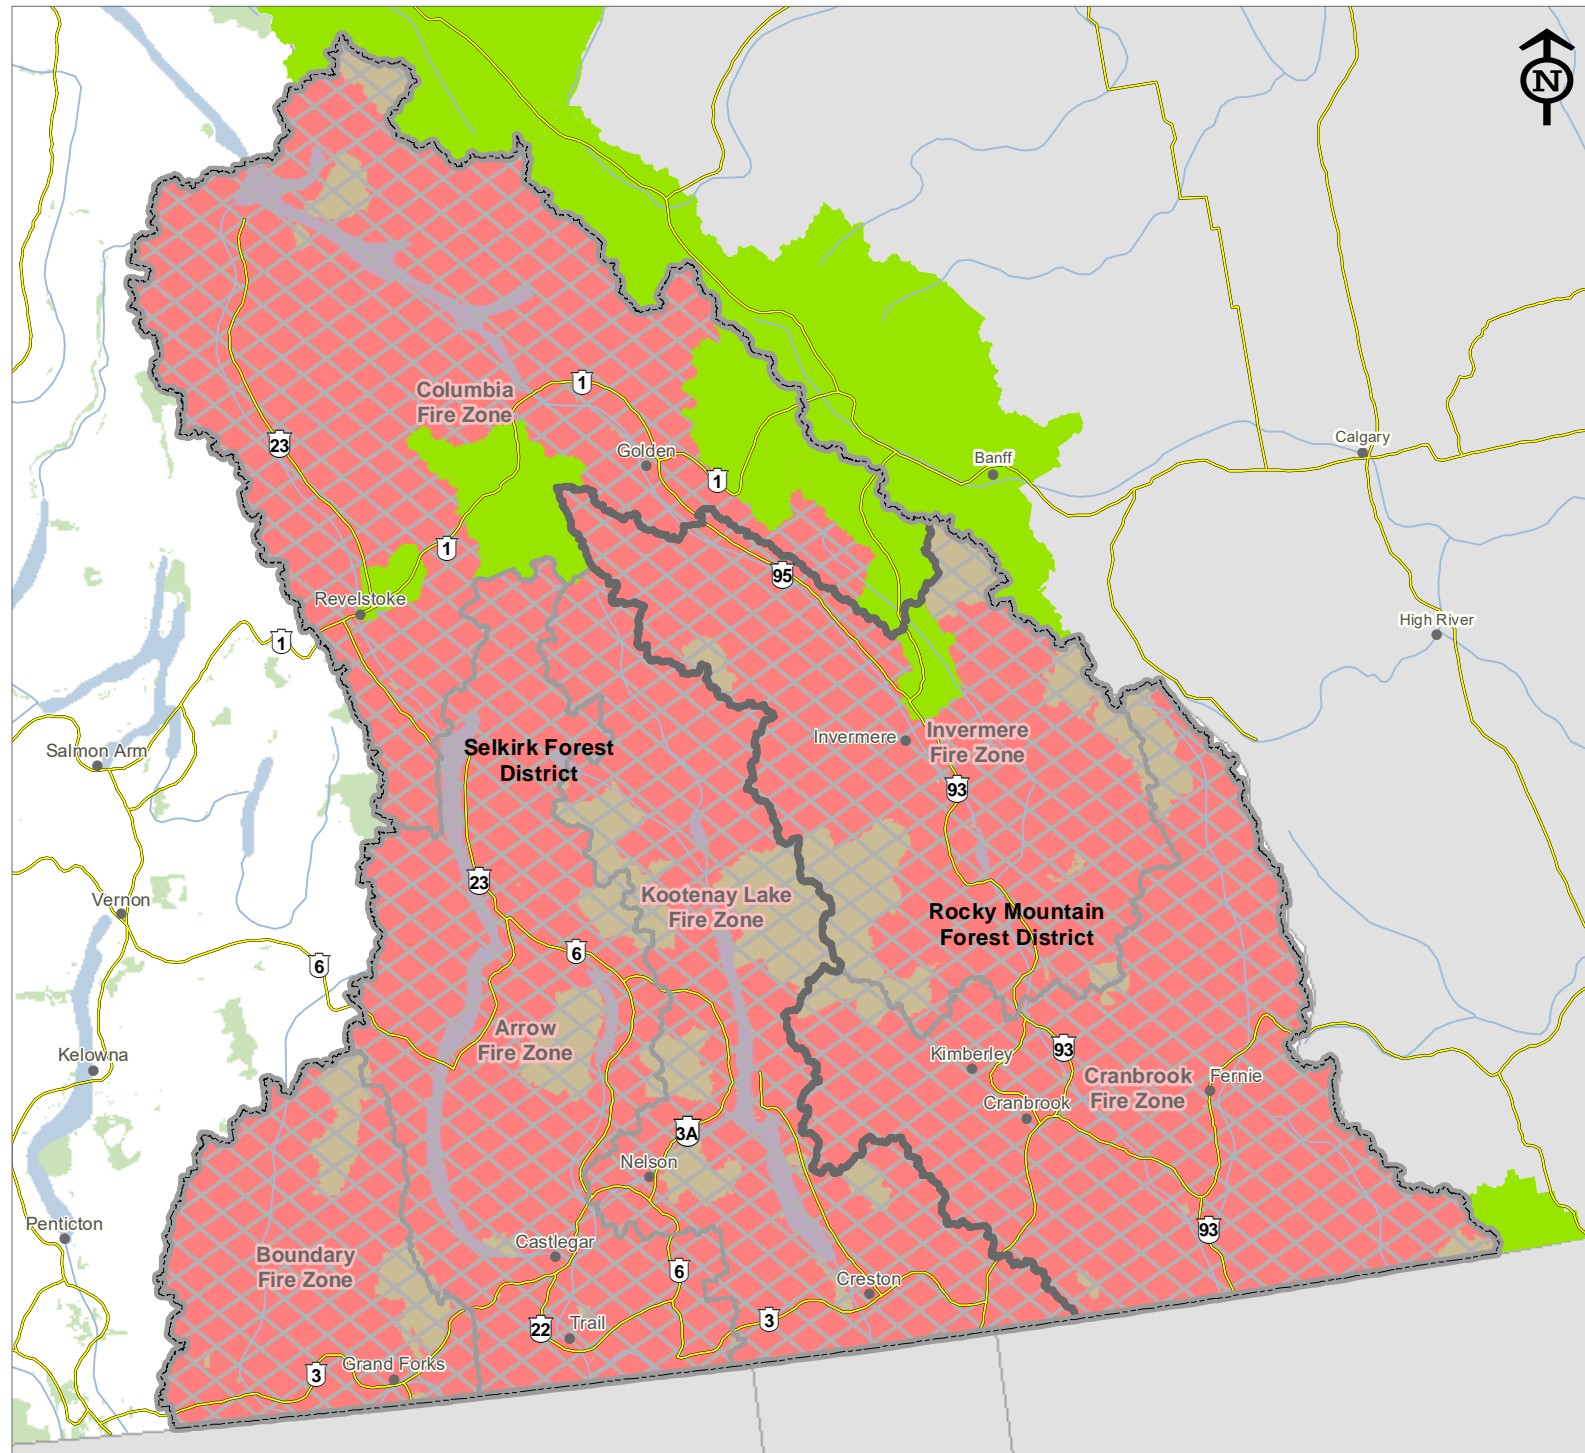 N
Columbia
Fire Zone
1
23
Golden
1
Banff
Calgary
1
95
Revelstoke
1
High River
Salmon Arm
Selkirk Forest
District
Invermere
Invermere
Fire Zone
93
23
Vernon
Kootenay Lake
Fire Zone
Rocky Mountain
Forest District
6
6
Arrow
Fire Zone
Kelowna
Kimberley
93
Cranbrook
Fire Zone
Fernie
Cranbrook
3A
Nelson
Penticton
Castlegar
93
Boundary
Fire Zone
6
Creston
22
Trail
3
Grand Forks
3